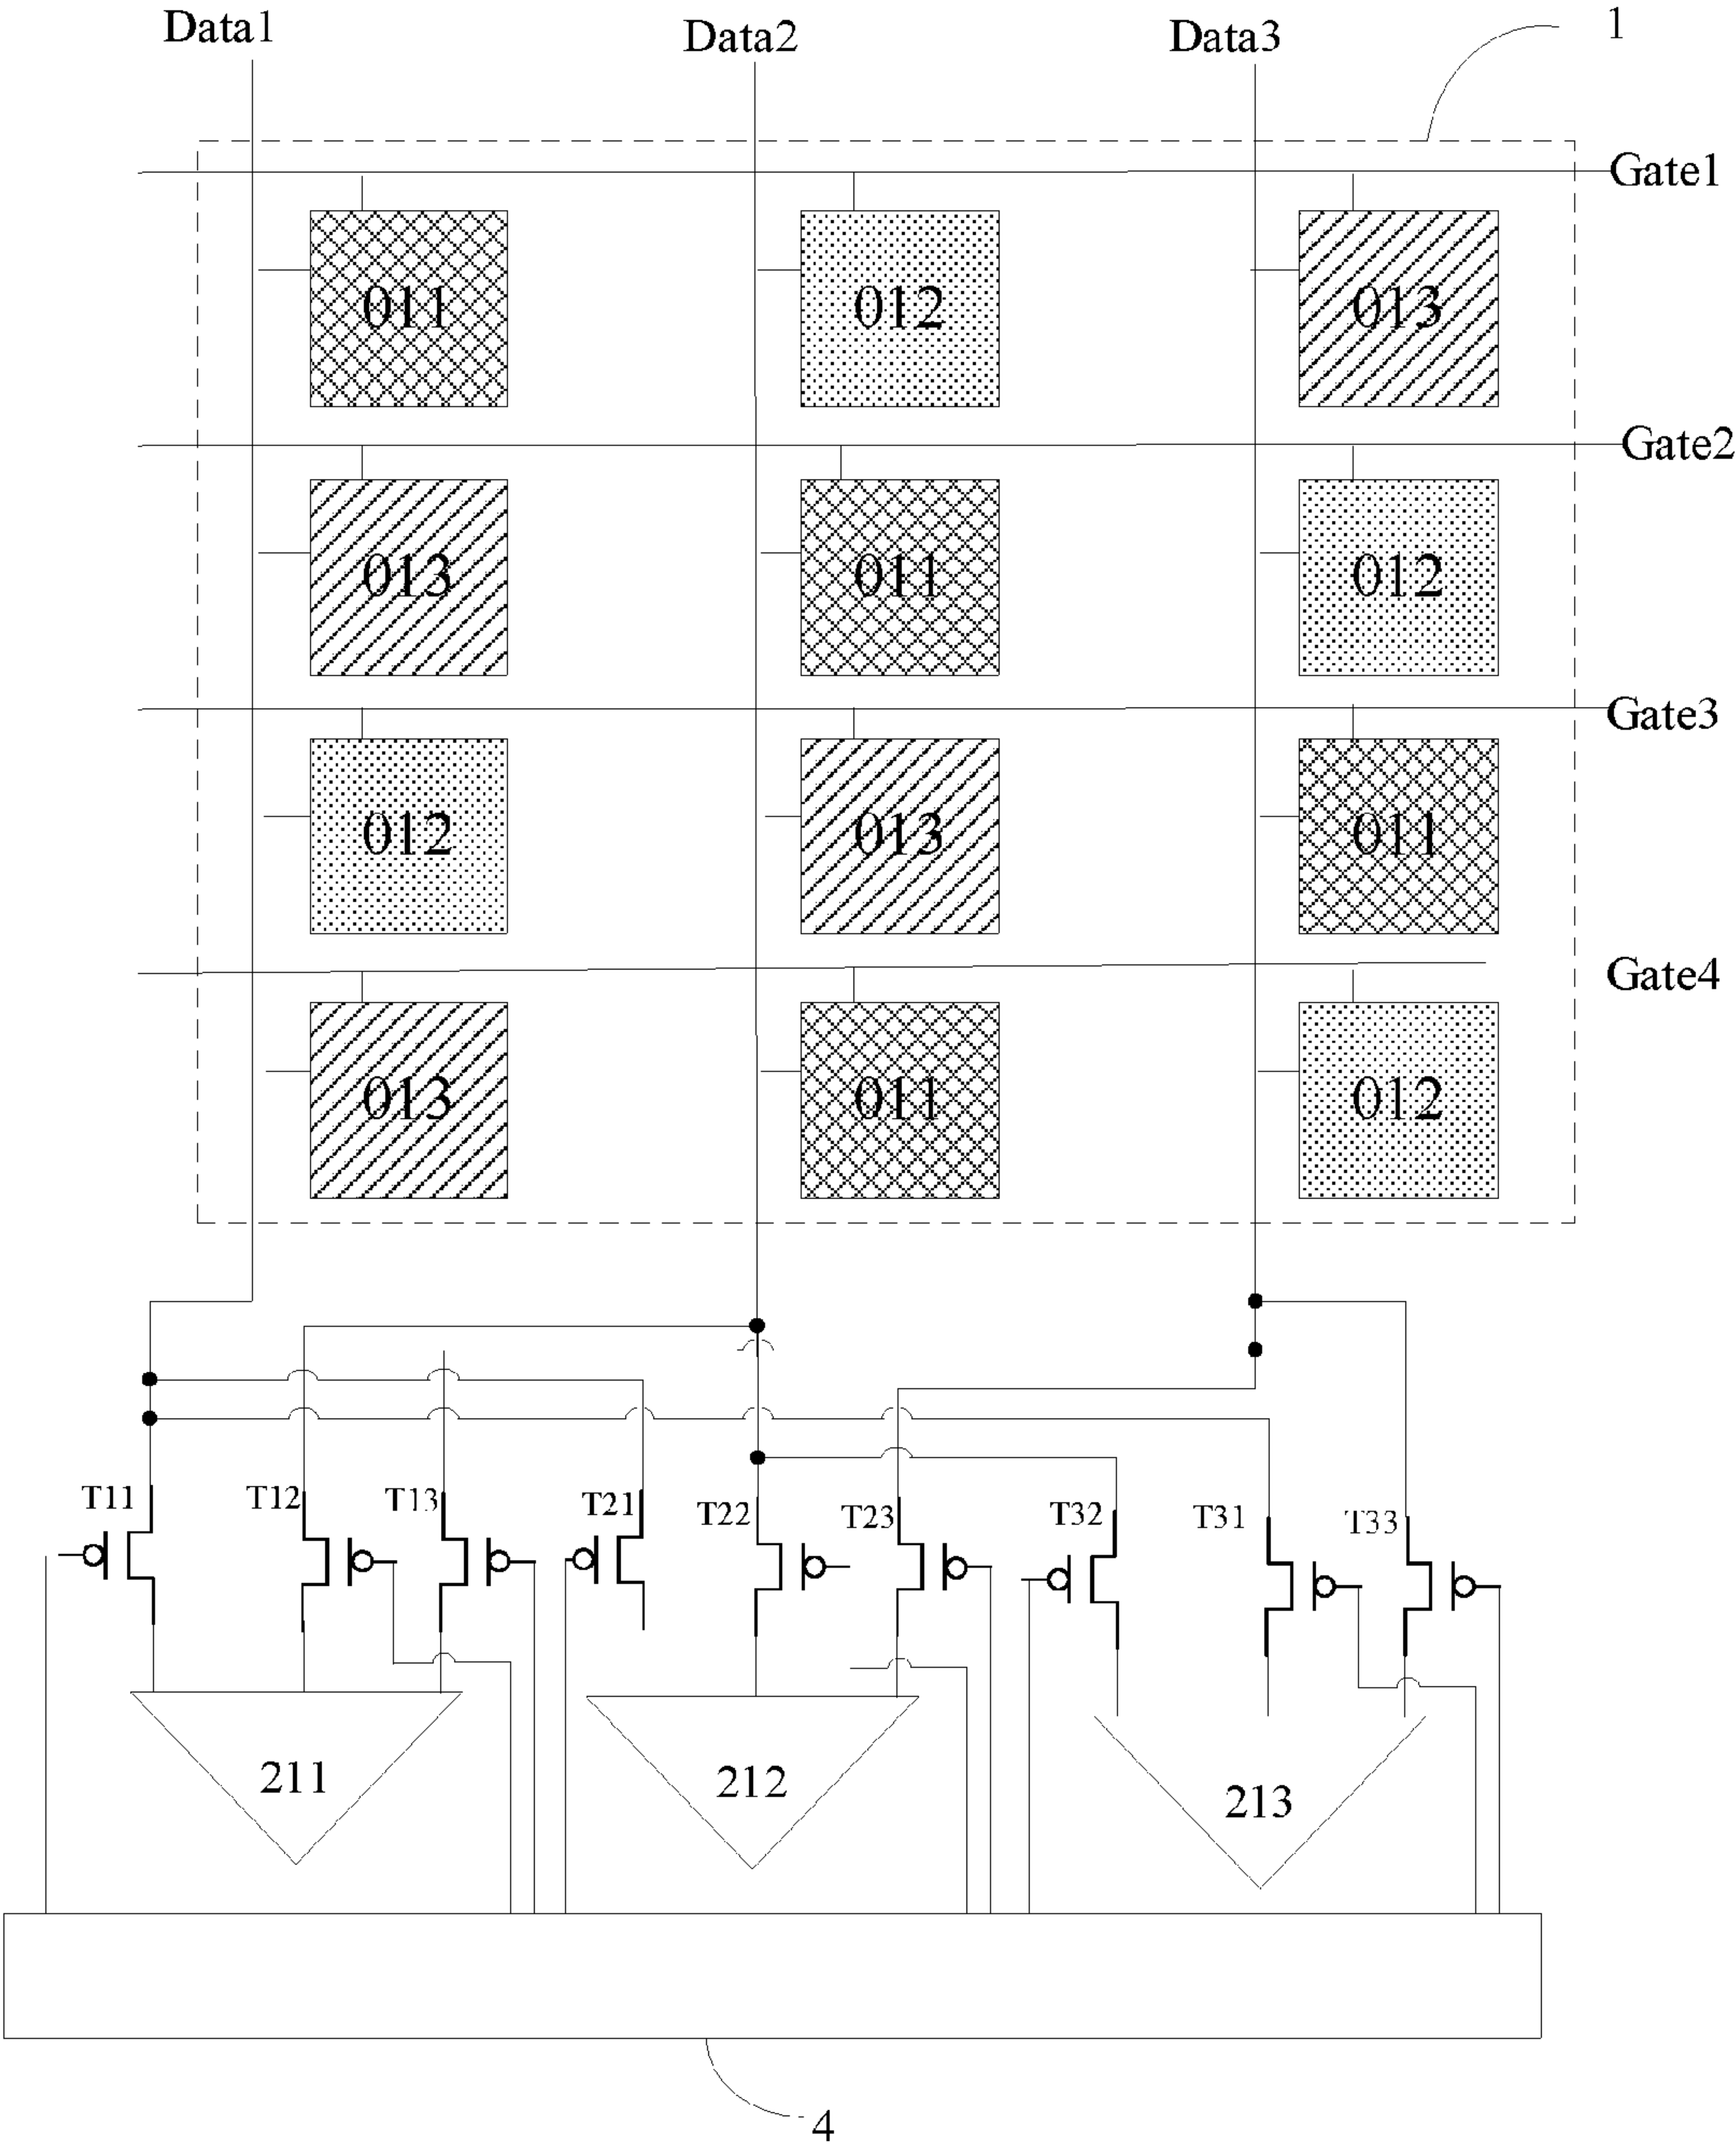 Data1 Data2 Data3 1
Gate1
011 012 013
Gate2
013 011 012
Gate3
012 013 011
Gate4
013 011 012
T11 T12 T13 T21 T22 T23 T32 T31 T33
211 212 213
4